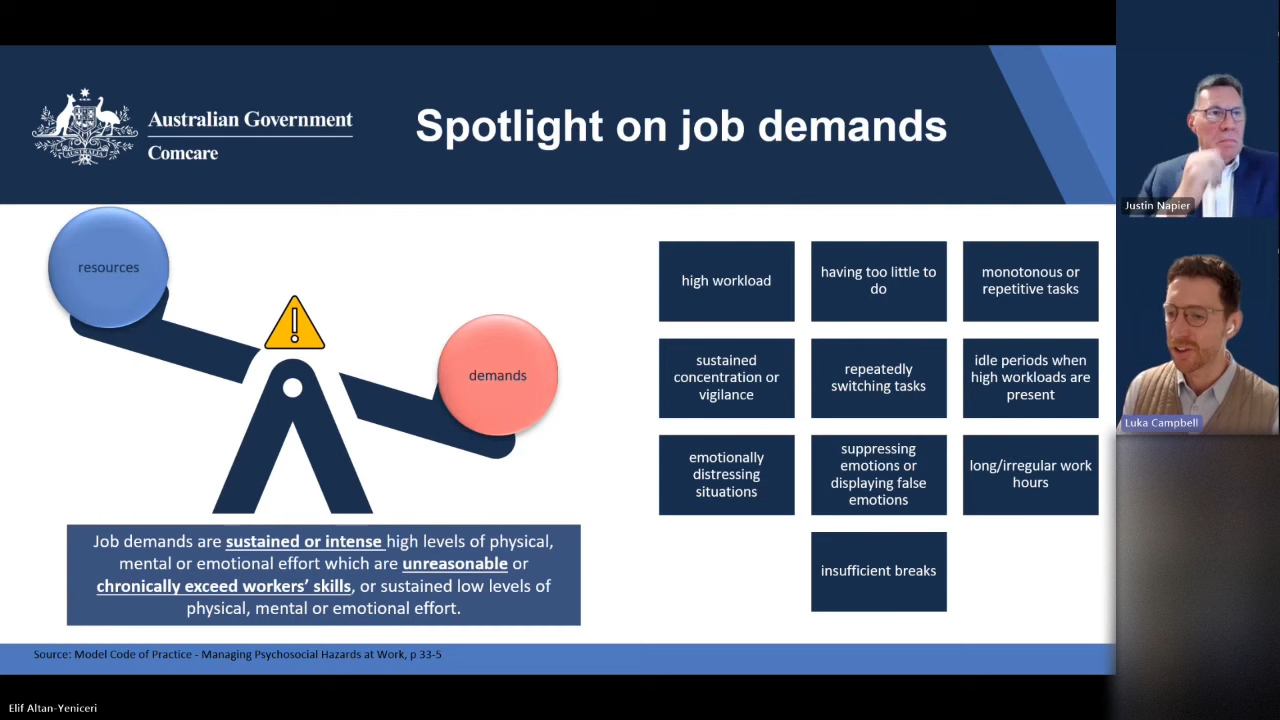 Australian Government
Comcare
Spotlight on job demands
resources
demands
Job demands are sustained or intense high levels of physical,
mental or emotional effort which are unreasonable or
chronically exceed workers’ skills, or sustained low levels of
physical, mental or emotional effort.
high workload
having too little to
do
monotonous or
repetitive tasks
sustained
concentration or
vigilance
repeatedly
switching tasks
idle periods when
high workloads are
present
emotionally
distressing
situations
suppressing
emotions or
displaying false
emotions
long/irregular work
hours
insufficient breaks
Source: Model Code of Practice - Managing Psychosocial Hazards at Work, p 33-5
Justin Napier
Luka Campbell
Elif Altan-Yeniceri